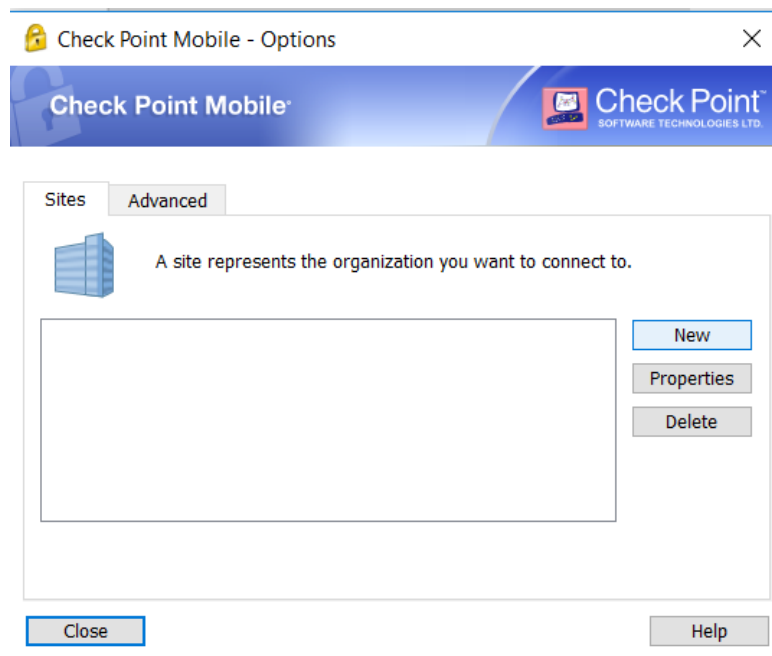 Check Point Mobile - Options
Check Point Mobile
Check Point™
SOFTWARE TECHNOLOGIES LTD.
Sites
Advanced
A site represents the organization you want to connect to.
New
Properties
Delete
Close
Help